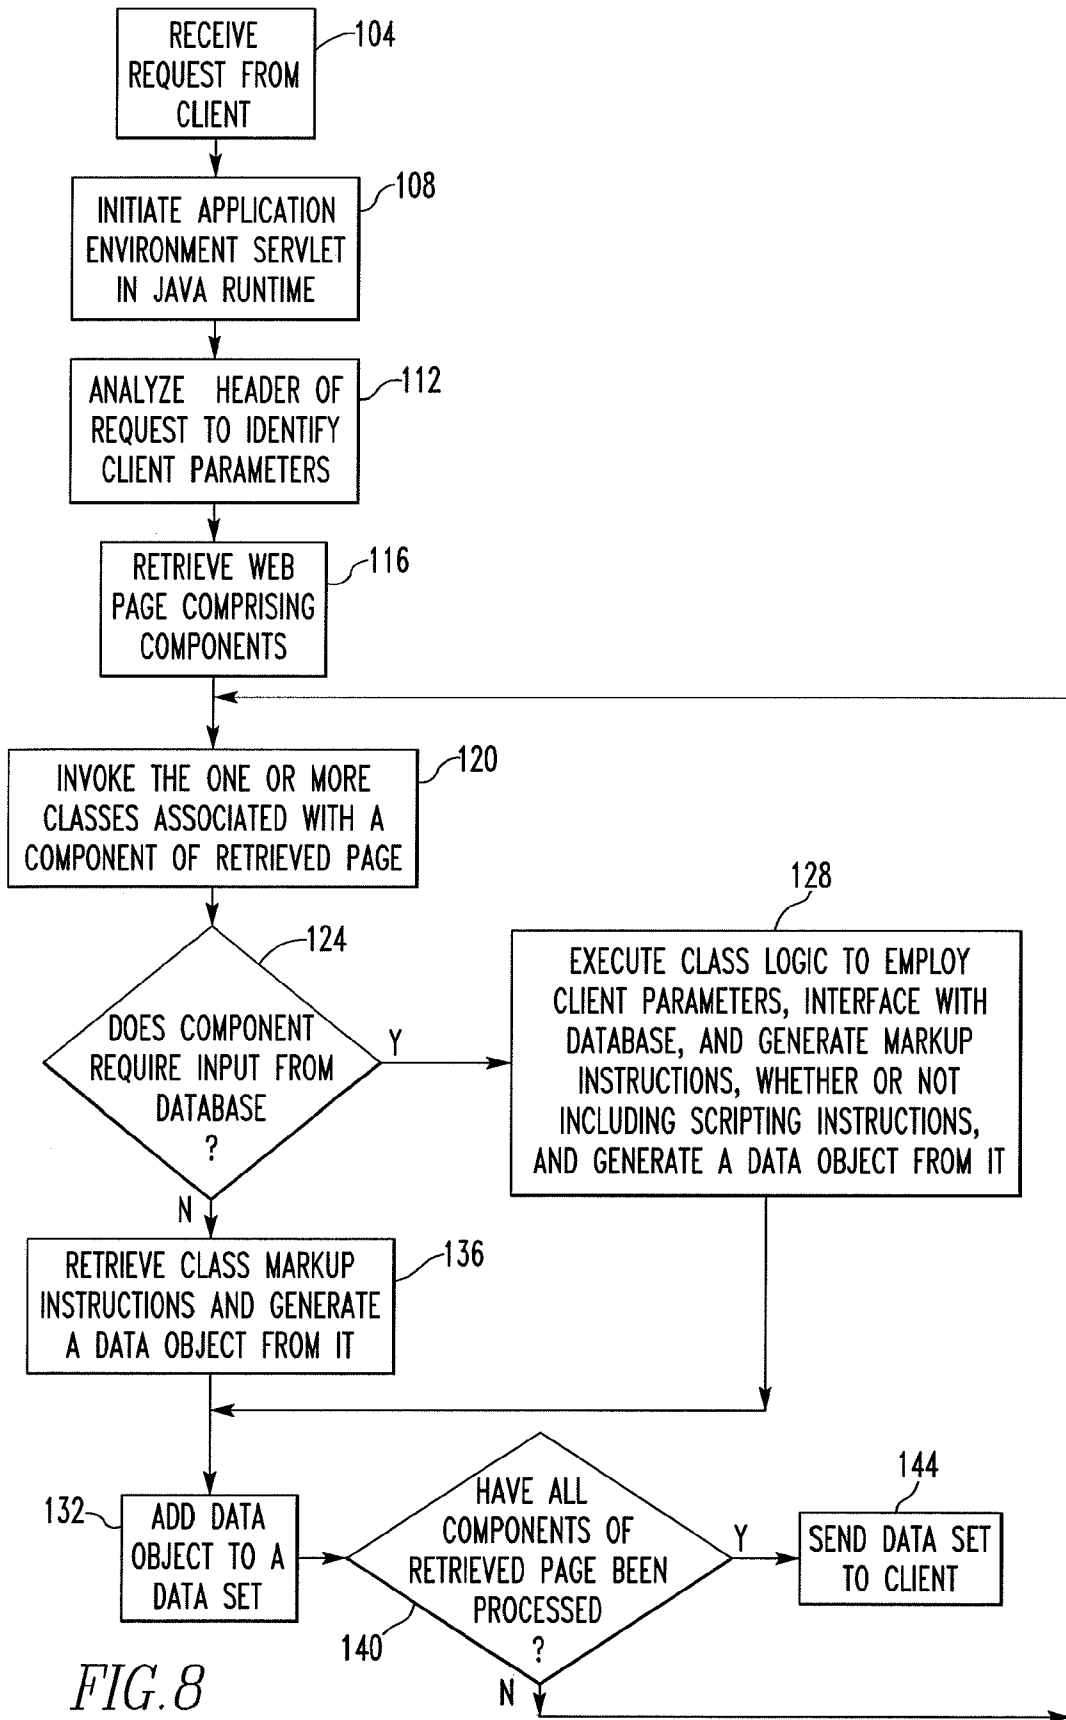 RECEIVE
REQUEST FROM
CLIENT
104
INITIATE APPLICATION
ENVIRONMENT SERVLET
IN JAVA RUNTIME
108
ANALYZE HEADER OF
REQUEST TO IDENTIFY
CLIENT PARAMETERS
112
RETRIEVE WEB
PAGE COMPRISING
COMPONENTS
116
INVOKE THE ONE OR MORE
CLASSES ASSOCIATED WITH A
COMPONENT OF RETRIEVED PAGE
120
DOES COMPONENT
REQUIRE INPUT FROM
DATABASE
?
124
Y
N
128
EXECUTE CLASS LOGIC TO EMPLOY
CLIENT PARAMETERS, INTERFACE WITH
DATABASE, AND GENERATE MARKUP
INSTRUCTIONS, WHETHER OR NOT
INCLUDING SCRIPTING INSTRUCTIONS,
AND GENERATE A DATA OBJECT FROM IT
RETRIEVE CLASS MARKUP
INSTRUCTIONS AND GENERATE
A DATA OBJECT FROM IT
136
132
ADD DATA
OBJECT TO A
DATA SET
HAVE ALL
COMPONENTS OF
RETRIEVED PAGE BEEN
PROCESSED
?
140
Y
N
144
SEND DATA SET
TO CLIENT
FIG.8